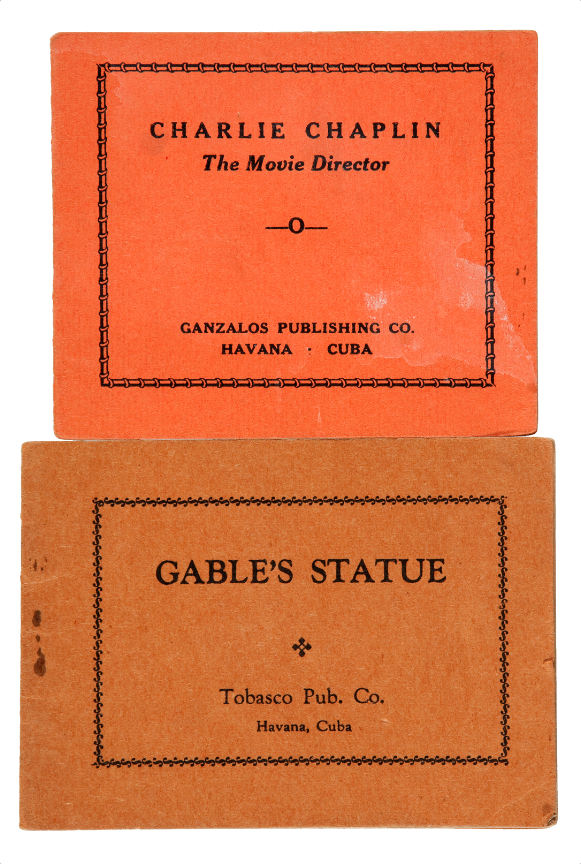 CHARLIE CHAPLIN
The Movie Director
—O—
GANZALOS PUBLISHING CO.
HAVANA · CUBA
GABLE'S STATUE
Tobasco Pub. Co.
Havana, Cuba